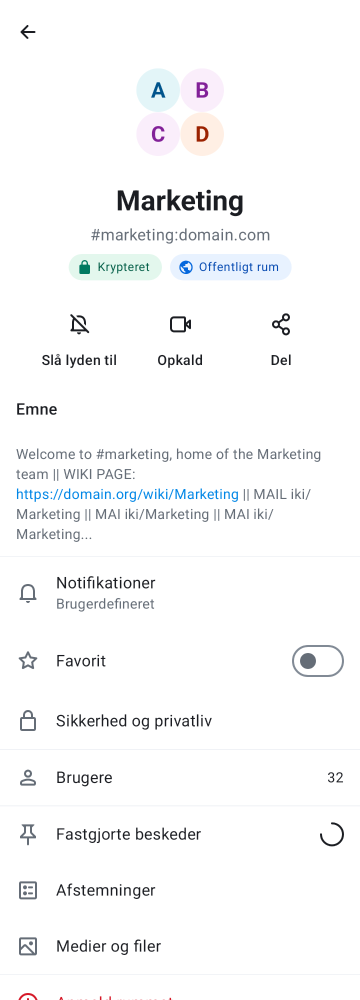 A B
C D
Marketing
#marketing:domain.com
Krypteret Offentligt rum
Slå lyden til Opkald Del
Emne
Welcome to #marketing, home of the Marketing
team || WIKI PAGE:
https://domain.org/wiki/Marketing || MAIL iki/
Marketing || MAI iki/Marketing || MAI iki/
Marketing...
Notifikationer
Brugerdefineret
Favorit
Sikkerhed og privatliv
Brugere 32
Fastgjorte beskeder
Afstemninger
Medier og filer